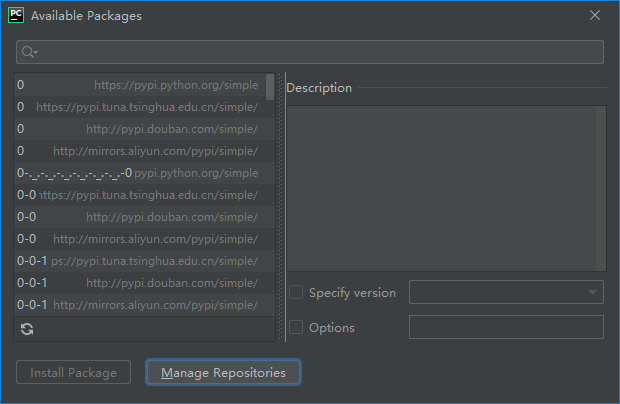 PC Available Packages
0 https://pypi.python.org/simple
0 https://pypi.tuna.tsinghua.edu.cn/simple/
0 http://pypi.douban.com/simple/
0 http://mirrors.aliyun.com/pypi/simple/
0-._.-._.-._.-._.-._.-._.-0 pypi.python.org/simple
0-0 https://pypi.tuna.tsinghua.edu.cn/simple/
0-0 http://pypi.douban.com/simple/
0-0 http://mirrors.aliyun.com/pypi/simple/
0-0-1 ps://pypi.tuna.tsinghua.edu.cn/simple/
0-0-1 http://pypi.douban.com/simple/
0-0-1 http://mirrors.aliyun.com/pypi/simple/
Description
Specify version
Options
Install Package
Manage Repositories